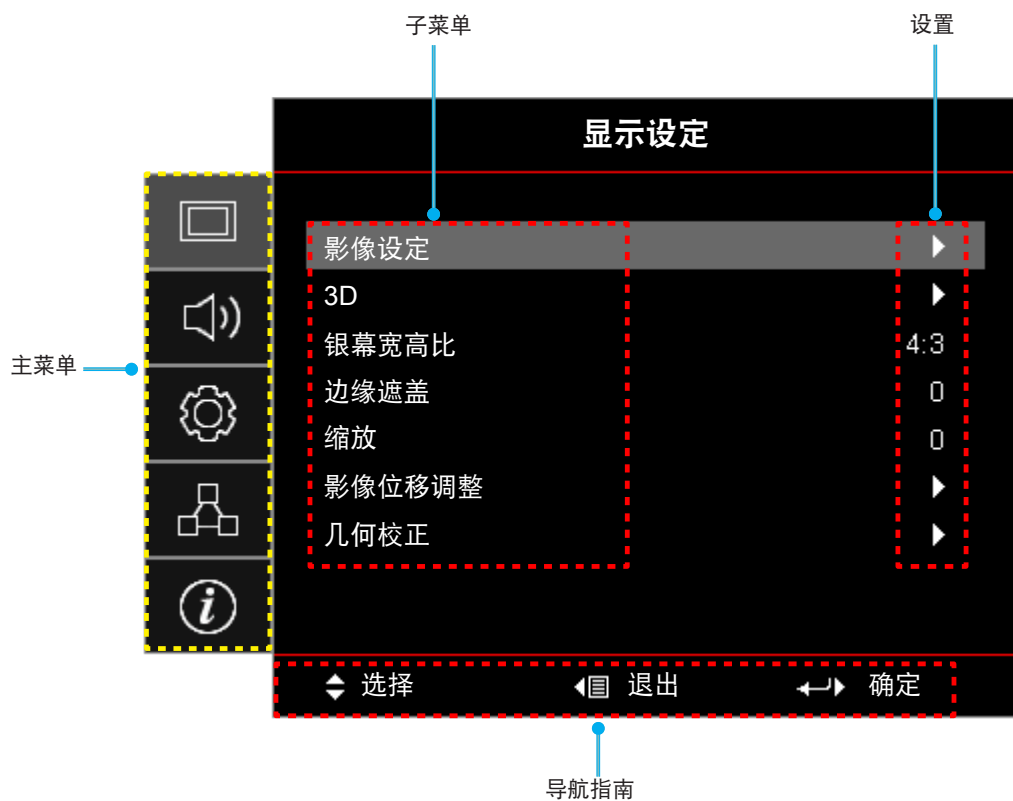 子菜单 设置
显示设定
影像设定
3D
银幕宽高比 4:3
边缘遮盖 0
缩放 0
影像位移调整
几何校正
主菜单
选择 退出 确定
导航指南